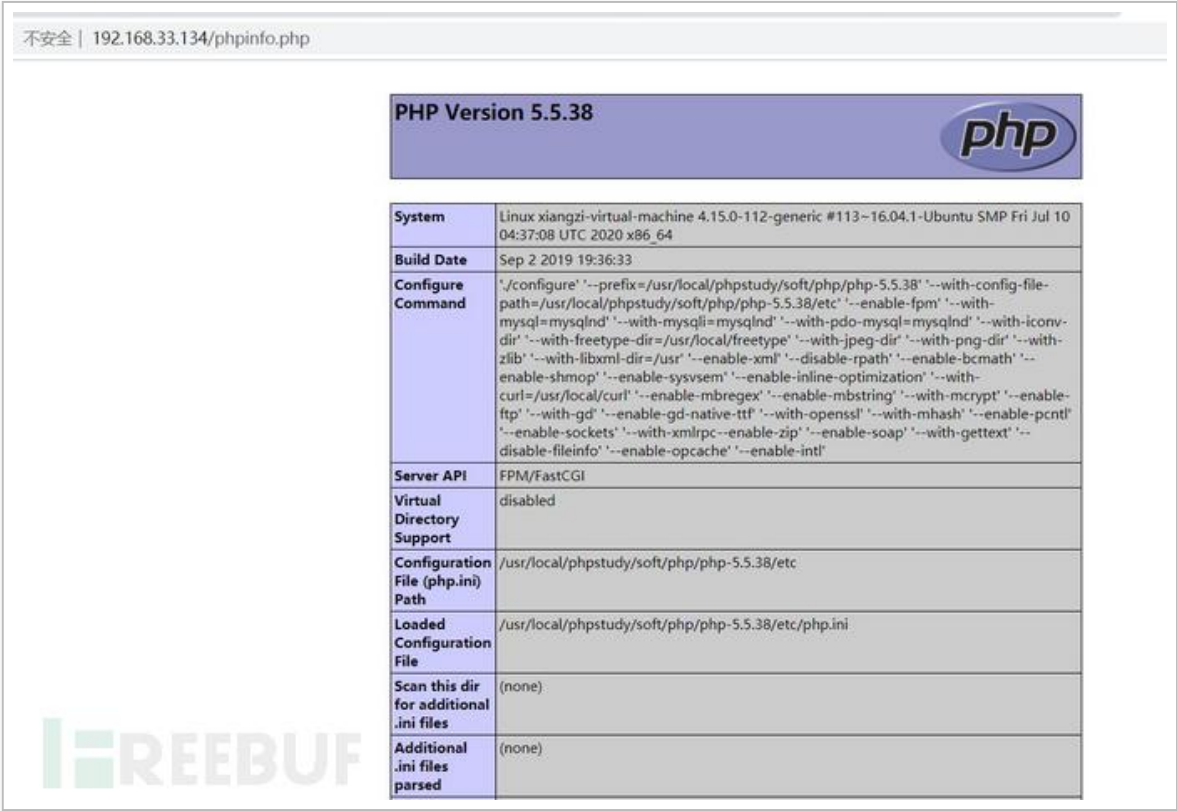 不安全 | 192.168.33.134/phpinfo.php
PHP Version 5.5.38
php
System
Linux xiangzi-virtual-machine 4.15.0-112-generic #113~16.04.1-Ubuntu SMP Fri Jul 10
04:37:08 UTC 2020 x86_64
Build Date
Sep 2 2019 19:36:33
Configure
Command
'./configure' '--prefix=/usr/local/phpstudy/soft/php/php-5.5.38' '--with-config-file-
path=/usr/local/phpstudy/soft/php/php-5.5.38/etc' '--enable-fpm' '--with-
mysql=mysqlnd' '--with-mysqli=mysqlnd' '--with-pdo-mysql=mysqlnd' '--with-iconv-
dir' '--with-freetype-dir=/usr/local/freetype' '--with-jpeg-dir' '--with-png-dir' '--with-
zlib' '--with-libxml-dir=/usr' '--enable-xml' '--disable-rpath' '--enable-bcmath' '--
enable-shmop' '--enable-sysvsem' '--enable-inline-optimization' '--with-
curl=/usr/local/curl' '--enable-mbregex' '--enable-mbstring' '--with-mcrypt' '--enable-
ftp' '--with-gd' '--enable-gd-native-ttf' '--with-openssl' '--with-mhash' '--enable-pcntl'
'--enable-sockets' '--with-xmlrpc--enable-zip' '--enable-soap' '--with-gettext' '--
disable-fileinfo' '--enable-opcache' '--enable-intl'
Server API
FPM/FastCGI
Virtual
Directory
Support
disabled
Configuration
File (php.ini)
Path
/usr/local/phpstudy/soft/php/php-5.5.38/etc
Loaded
Configuration
File
/usr/local/phpstudy/soft/php/php-5.5.38/etc/php.ini
Scan this dir
for additional
.ini files
(none)
Additional
.ini files
parsed
(none)
FREEBUF